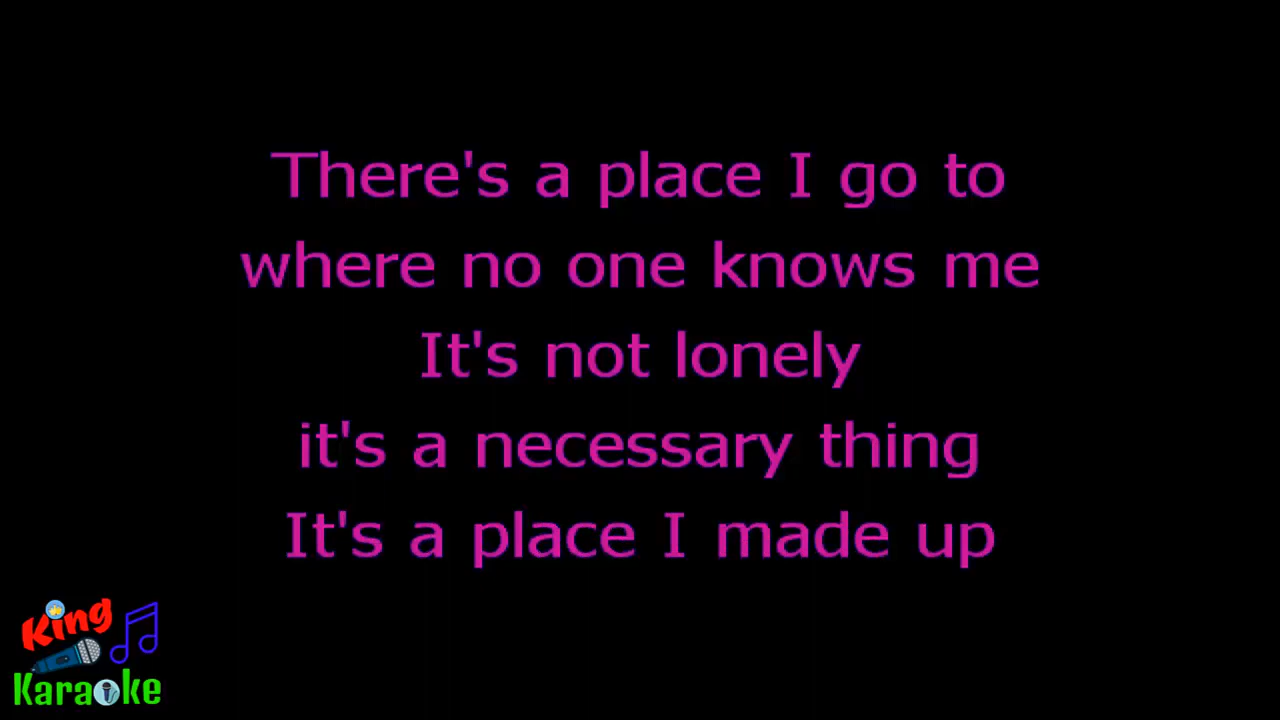 There's a place I go to
where no one knows me
It's not lonely
it's a necessary thing
It's a place I made up
King
Karaoke